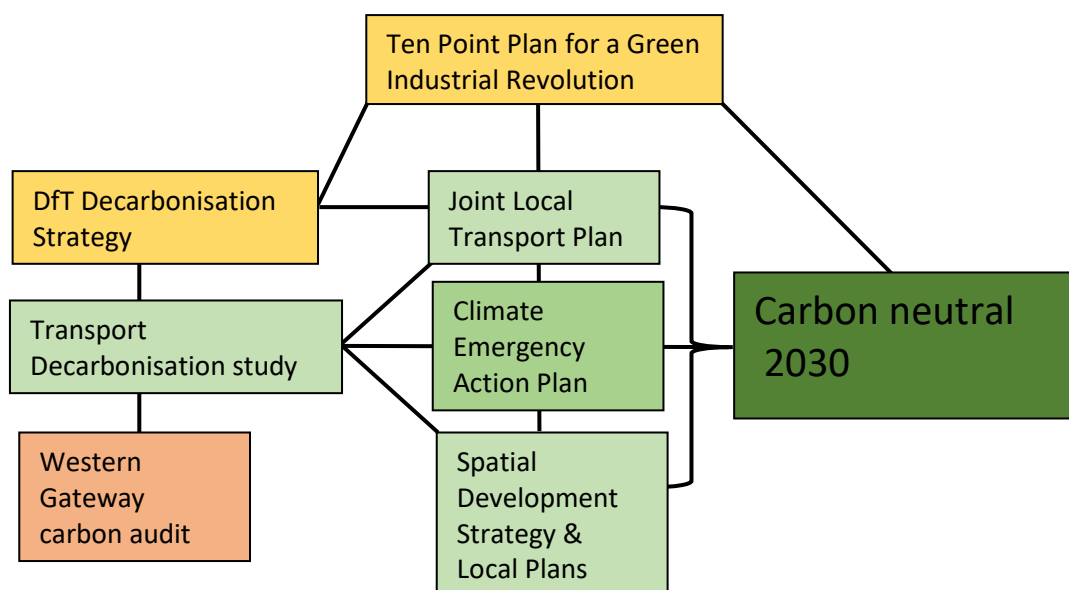 Ten Point Plan for a Green
Industrial Revolution
DfT Decarbonisation
Strategy
Joint Local
Transport Plan
Transport
Decarbonisation study
Climate
Emergency
Action Plan
Carbon neutral
2030
Western
Gateway
carbon audit
Spatial
Development
Strategy &
Local Plans